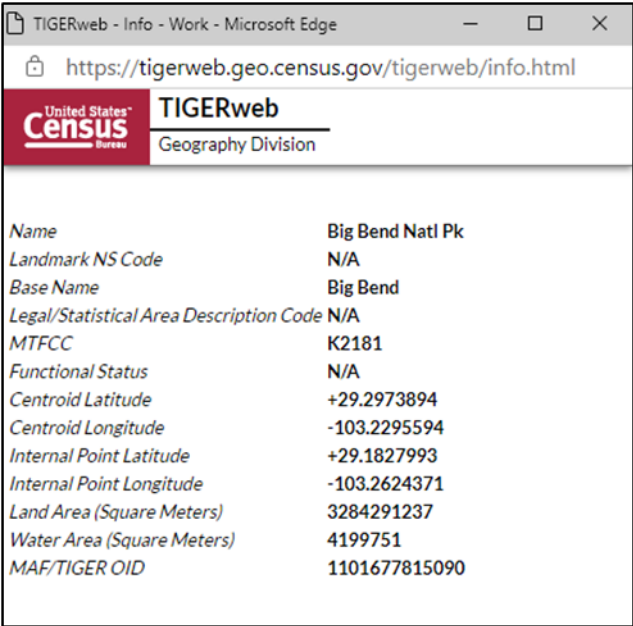 TIGERweb - Info - Work - Microsoft Edge
https://tigerweb.geo.census.gov/tigerweb/info.html
United States™
Census
Bureau
TIGERweb
Geography Division
Name Big Bend Natl Pk
Landmark NS Code N/A
Base Name Big Bend
Legal/Statistical Area Description Code N/A
MTFCC K2181
Functional Status N/A
Centroid Latitude +29.2973894
Centroid Longitude -103.2295594
Internal Point Latitude +29.1827993
Internal Point Longitude -103.2624371
Land Area (Square Meters) 3284291237
Water Area (Square Meters) 4199751
MAF/TIGER OID 1101677815090